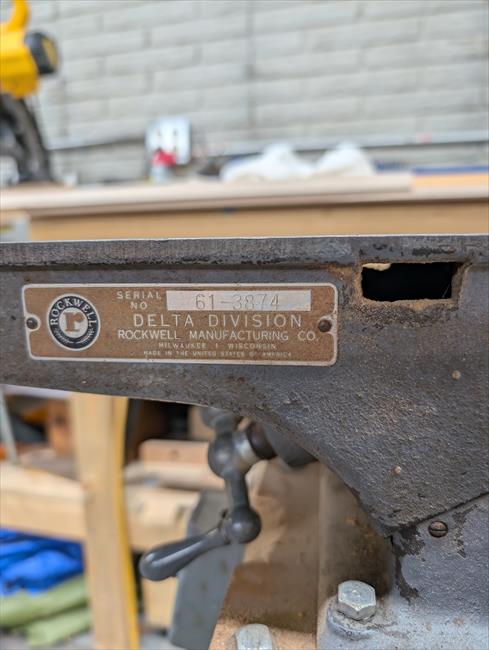 ROCKWELL
r
SERIAL
NO 61-3874
DELTA DIVISION
ROCKWELL MANUFACTURING CO.
MILWAUKEE 1 WISCONSIN
MADE IN THE UNITED STATES OF AMERICA